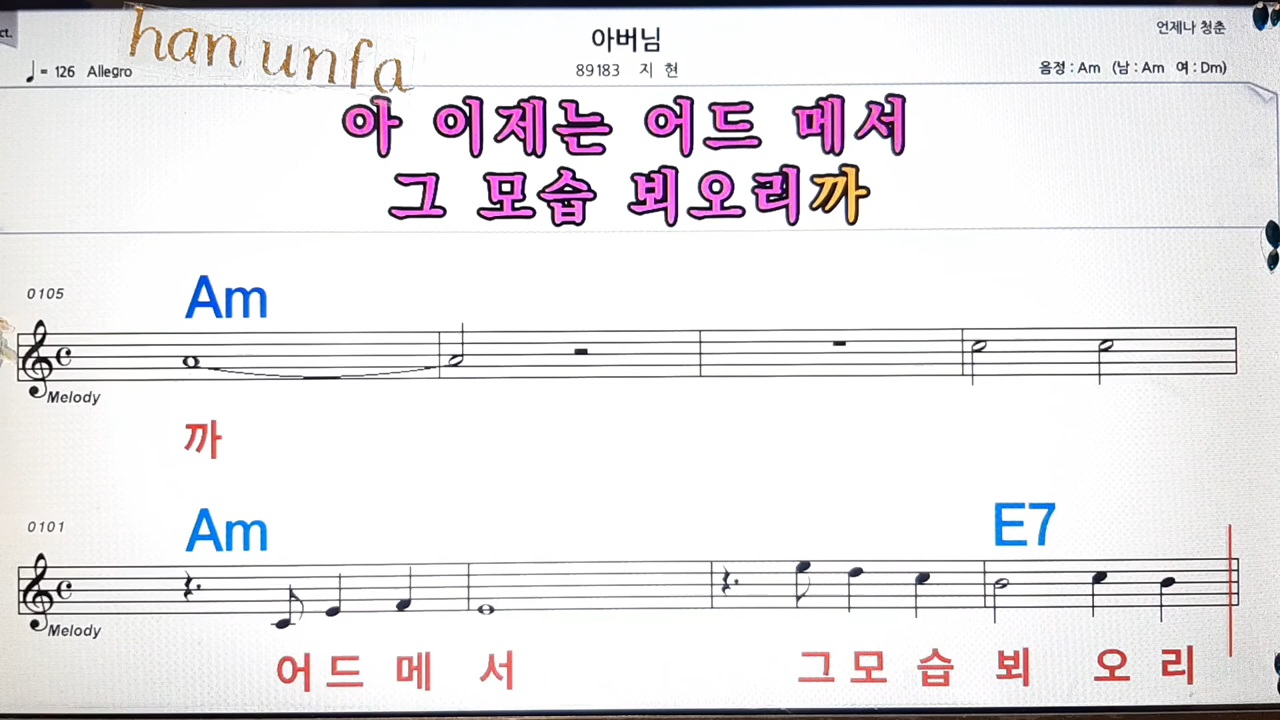 ct.
han unfa
아버님
언제나 청춘
♩= 126 Allegro
89183 지 현
음정 : Am (남 : Am 여 : Dm)
아 이제는 어드 메서
그 모습 뵈오리까
0105
Am
Melody
까
0101
Am
E7
Melody
어드 메 서 그모 습 뵈 오 리